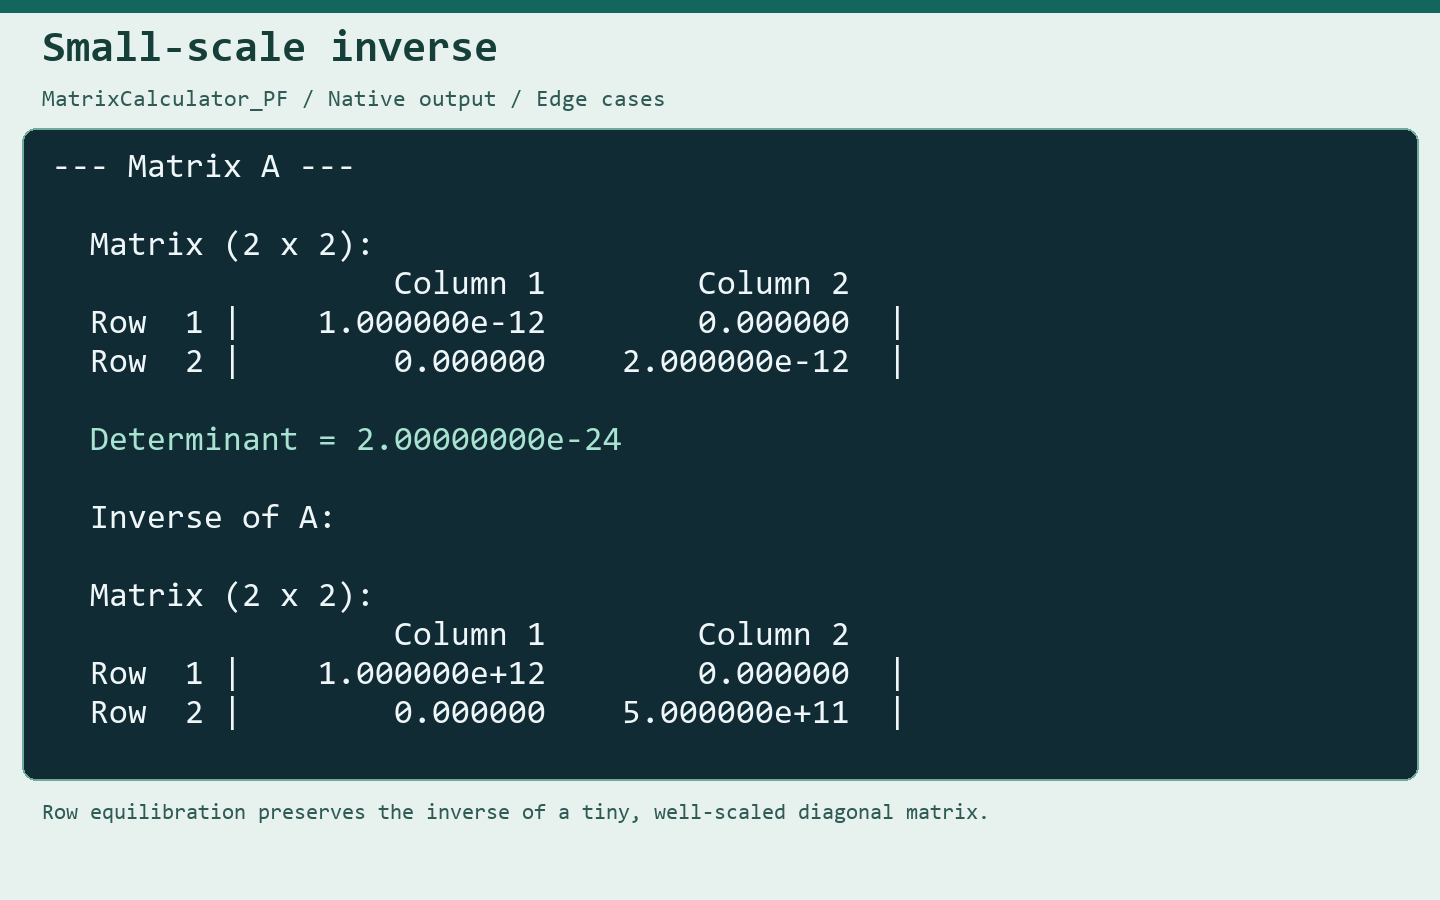 Small-scale inverse
MatrixCalculator_PF / Native output / Edge cases
--- Matrix A ---
Matrix (2 x 2):
Column 1 Column 2
Row 1 | 1.000000e-12 0.000000 |
Row 2 | 0.000000 2.000000e-12 |
Determinant = 2.00000000e-24
Inverse of A:
Matrix (2 x 2):
Column 1 Column 2
Row 1 | 1.000000e+12 0.000000 |
Row 2 | 0.000000 5.000000e+11 |
Row equilibration preserves the inverse of a tiny, well-scaled diagonal matrix.